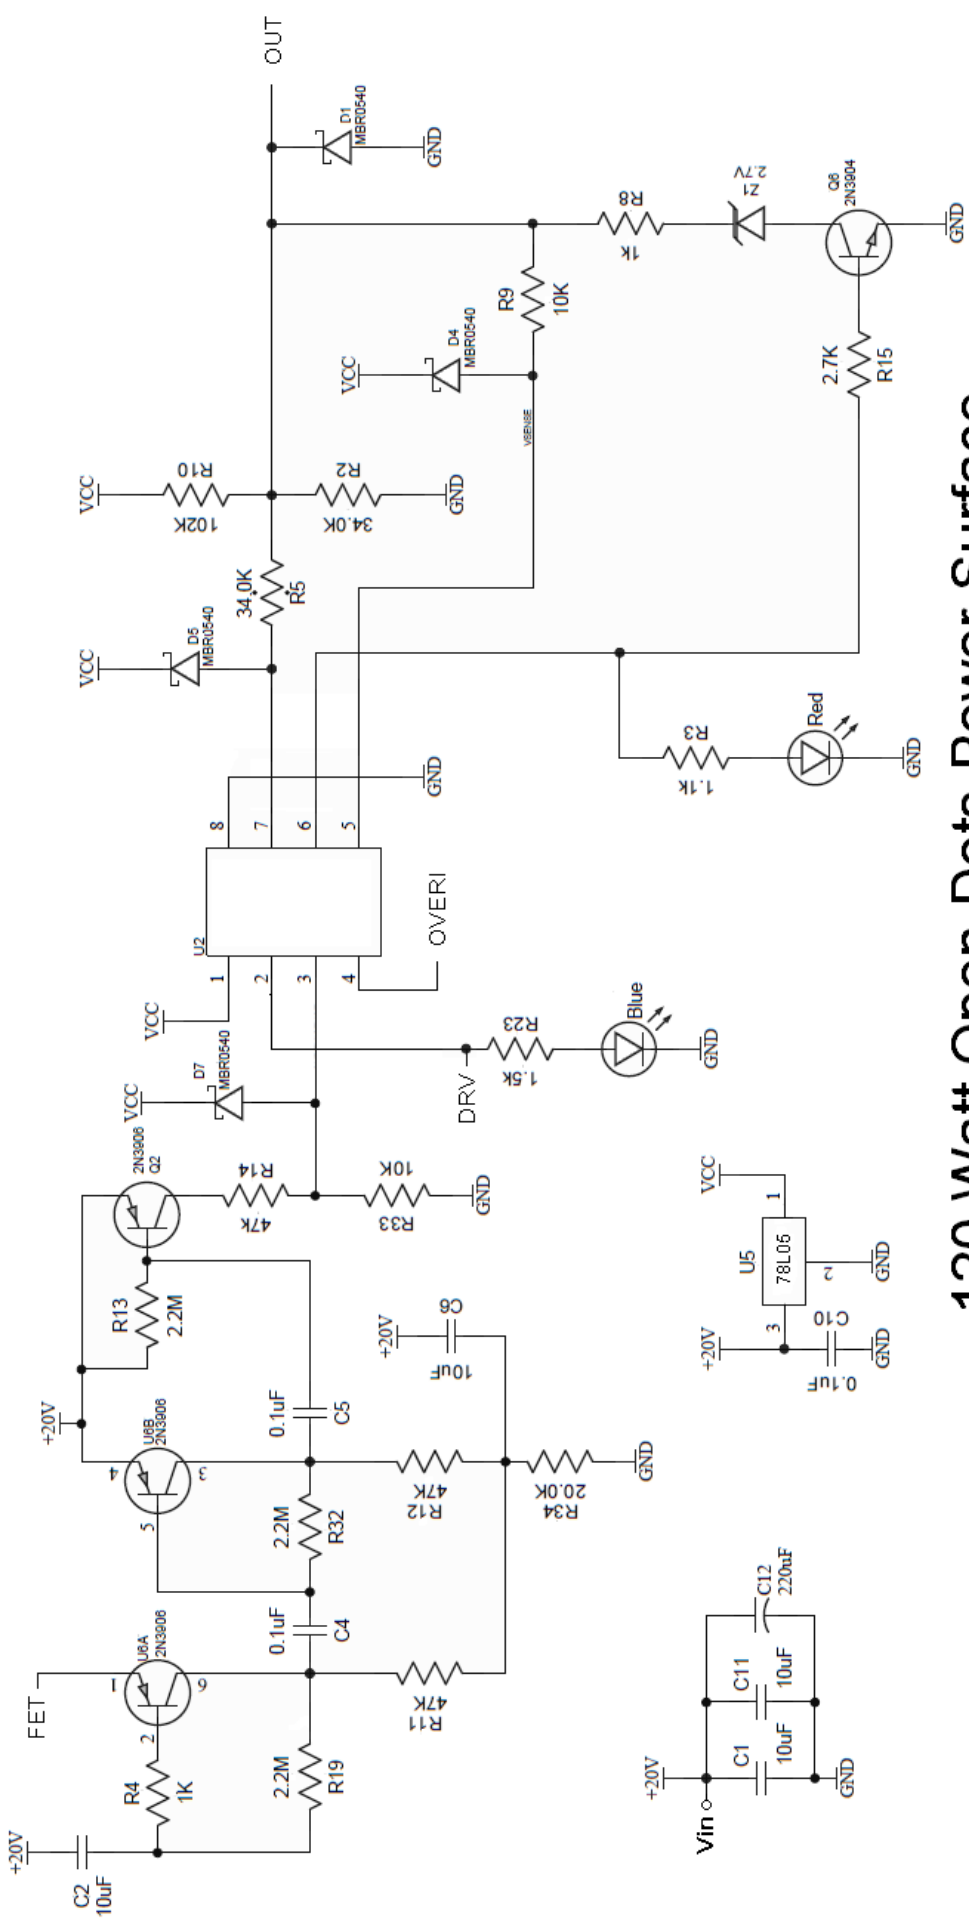 OUT
D1
MBR0540
GND
R8
1k
Z1
2.7V
Q6
2N3904
GND
R9
10K
VCC
D4
MBR0540
VSENSE
2.7K
R15
VCC
R10
102K
R2
34.0K
GND
34.0K
R5
VCC
D5
MBR0540
R3
1.1k
Red
GND
8
7
6
5
GND
U2
1
2
3
4
OVERI
VCC
VCC
D7
MBR0540
DRV
R23
1.5k
Blue
GND
2N3906
Q2
R14
47k
10K
R33
GND
R13
2.2M
+20V
U6B
2N3906
4
3
5
0.1uF
C5
+20V
C6
10uF
2.2M
R32
47K
R12
20.0K
R34
GND
FET
U6A
2N3906
1
6
2
0.1uF
C4
47K
R11
R4
1K
2.2M
R19
+20V
C2
10uF
VCC
1
U5
78L05
2
GND
3
+20V
C10
0.1uF
GND
+20V
Vin
C1
10uF
C11
10uF
C12
220uF
GND